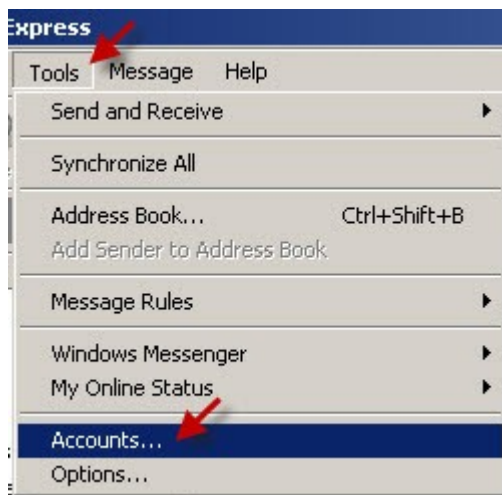 Express
Tools Message Help
Send and Receive
Synchronize All
Address Book... Ctrl+Shift+B
Add Sender to Address Book
Message Rules
Windows Messenger
My Online Status
Accounts...
Options...